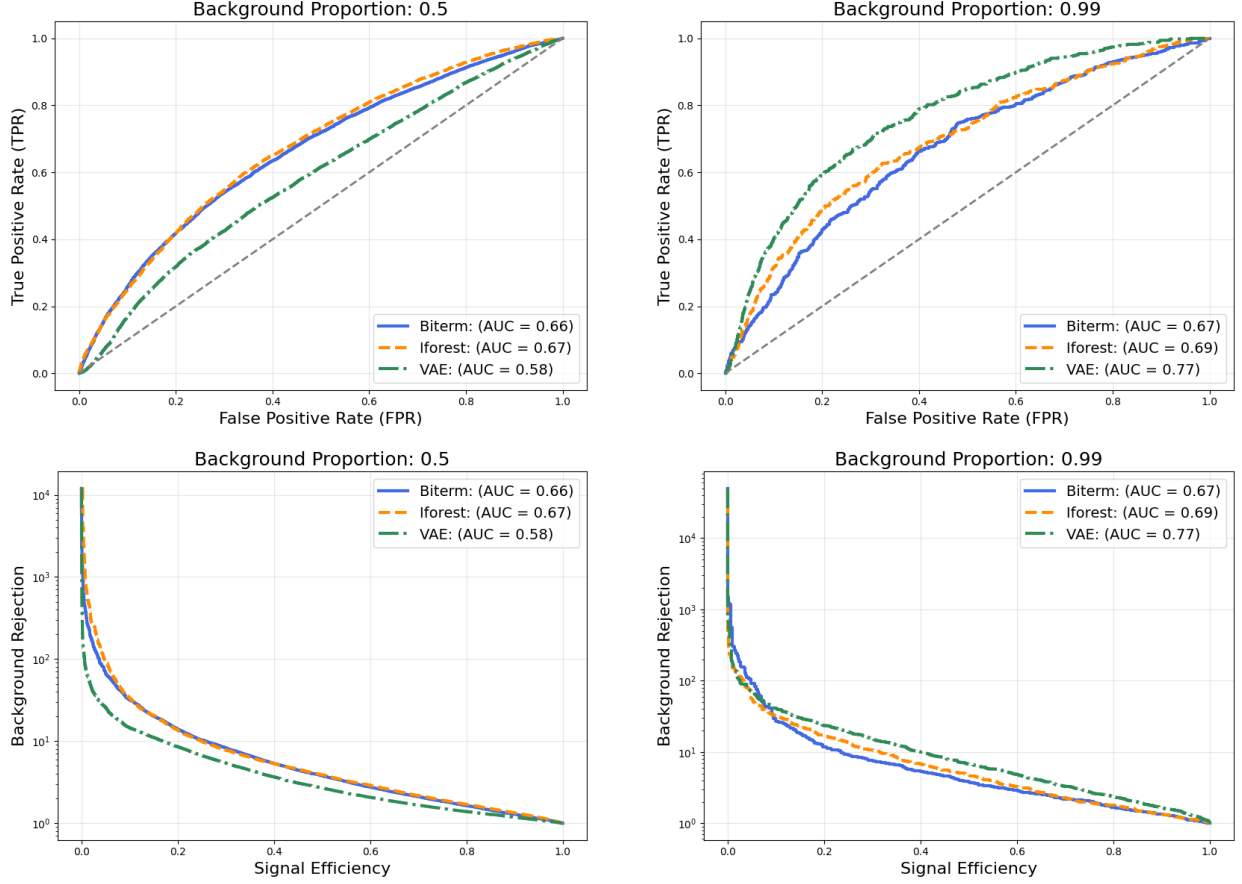 Background Proportion: 0.5
True Positive Rate (TPR)
1.0
0.8
0.6
0.4
0.2
0.0
Biterm: (AUC = 0.66)
Iforest: (AUC = 0.67)
VAE: (AUC = 0.58)
0.0 0.2 0.4 0.6 0.8 1.0
False Positive Rate (FPR)
Background Proportion: 0.99
True Positive Rate (TPR)
1.0
0.8
0.6
0.4
0.2
0.0
Biterm: (AUC = 0.67)
Iforest: (AUC = 0.69)
VAE: (AUC = 0.77)
0.0 0.2 0.4 0.6 0.8 1.0
False Positive Rate (FPR)
Background Proportion: 0.5
Background Rejection
10⁴
10³
10²
10¹
10⁰
Biterm: (AUC = 0.66)
Iforest: (AUC = 0.67)
VAE: (AUC = 0.58)
0.0 0.2 0.4 0.6 0.8 1.0
Signal Efficiency
Background Proportion: 0.99
Background Rejection
10⁴
10³
10²
10¹
10⁰
Biterm: (AUC = 0.67)
Iforest: (AUC = 0.69)
VAE: (AUC = 0.77)
0.0 0.2 0.4 0.6 0.8 1.0
Signal Efficiency